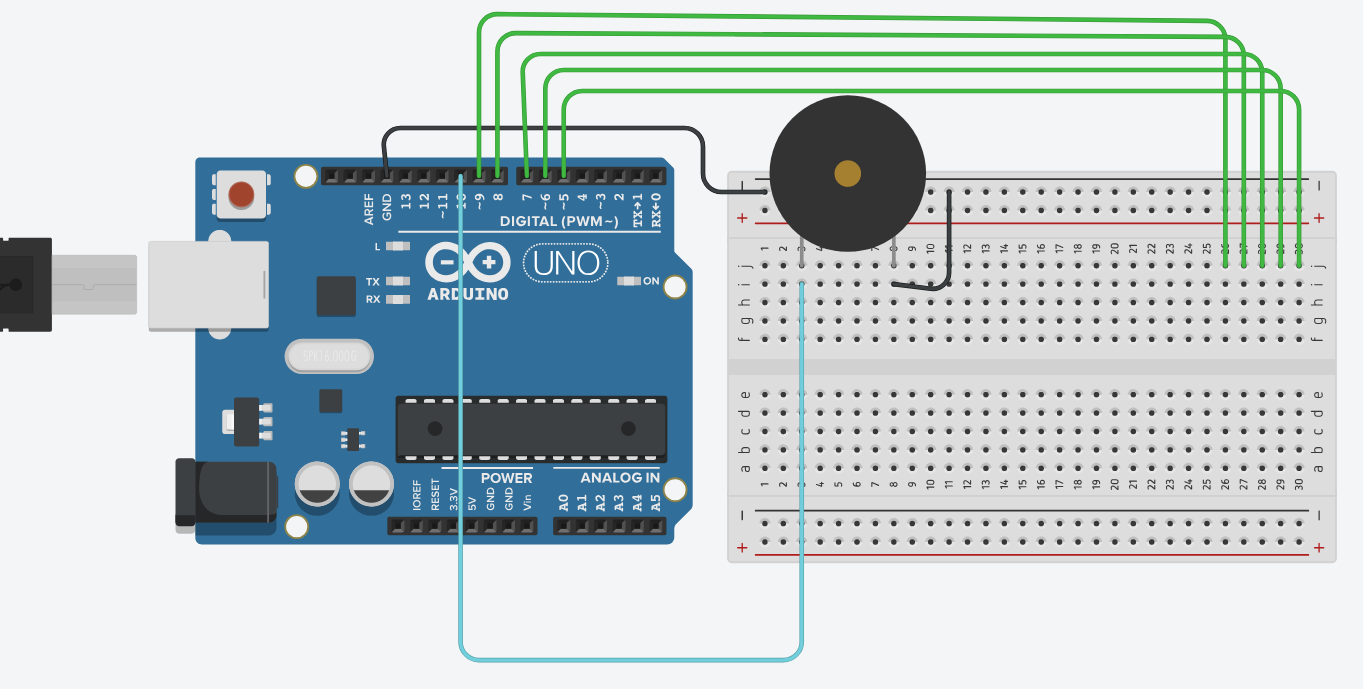 AREF
GND
13
12
~11
10
~9
8
7
~6
~5
4
~3
2
TX→1
RX←0
DIGITAL (PWM~)
L
TX
RX
ARDUINO
UNO
ON
SPK16.000G
POWER
ANALOG IN
IOREF
RESET
3.3V
5V
GND
GND
Vin
A0
A1
A2
A3
A4
A5
− −
+ +
1 2 3 4 5 6 7 8 9 10 11 12 13 14 15 16 17 18 19 20 21 22 23 24 25 26 27 28 29 30
j j
i i
h h
g g
f f
e e
d d
c c
b b
a a
1 2 3 4 5 6 7 8 9 10 11 12 13 14 15 16 17 18 19 20 21 22 23 24 25 26 27 28 29 30
− −
+ +